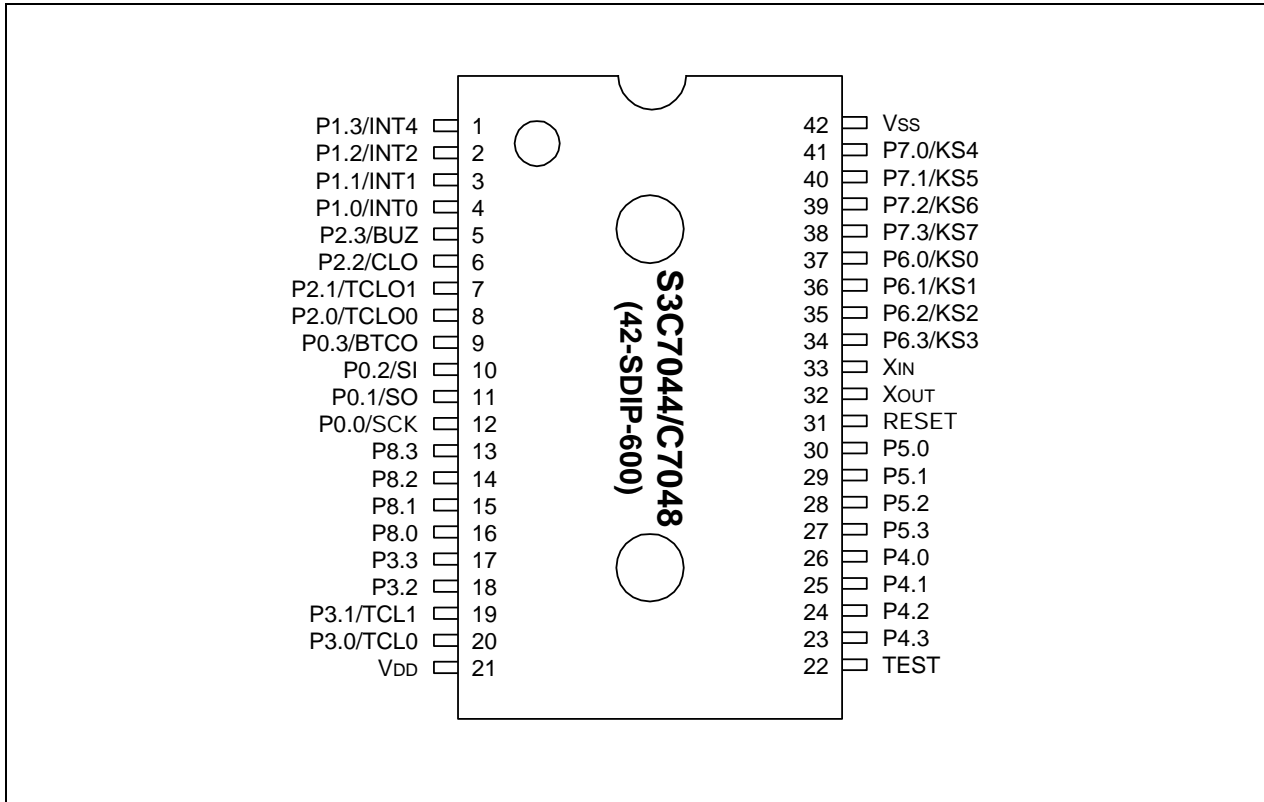 P1.3/INT4 1
P1.2/INT2 2
P1.1/INT1 3
P1.0/INT0 4
P2.3/BUZ 5
P2.2/CLO 6
P2.1/TCLO1 7
P2.0/TCLO0 8
P0.3/BTCO 9
P0.2/SI 10
P0.1/SO 11
P0.0/SCK 12
P8.3 13
P8.2 14
P8.1 15
P8.0 16
P3.3 17
P3.2 18
P3.1/TCL1 19
P3.0/TCL0 20
VDD 21
S3C7044/C7048
(42-SDIP-600)
42 VSS
41 P7.0/KS4
40 P7.1/KS5
39 P7.2/KS6
38 P7.3/KS7
37 P6.0/KS0
36 P6.1/KS1
35 P6.2/KS2
34 P6.3/KS3
33 XIN
32 XOUT
31 RESET
30 P5.0
29 P5.1
28 P5.2
27 P5.3
26 P4.0
25 P4.1
24 P4.2
23 P4.3
22 TEST